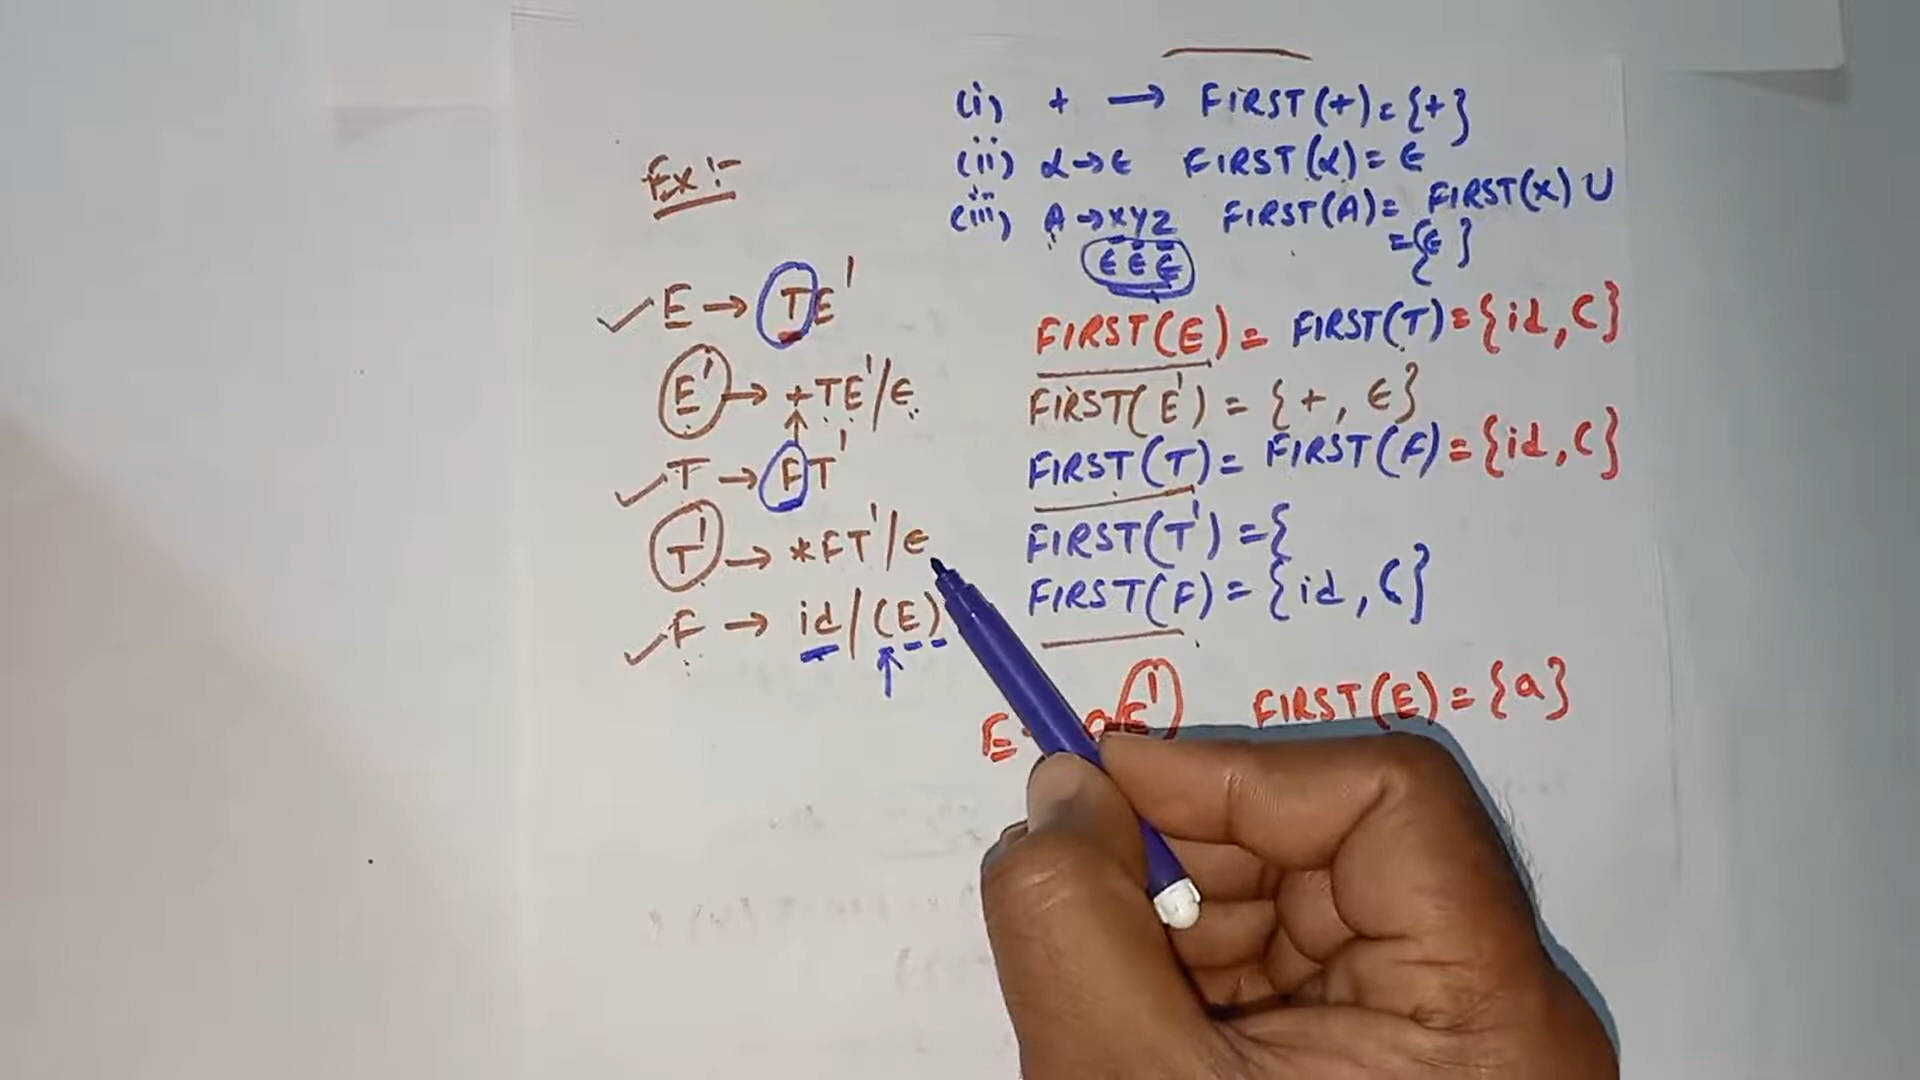 (i) + → FIRST(+) = {+}
(ii) α → ε FIRST(α) = ε
(iii) A → XYZ FIRST(A) = FIRST(X) ∪
ε ε ε = {ε}
Ex:-
E → TE'
E' → +TE'/ε
T → FT'
T' → *FT'/ε
F → id/(E)
FIRST(E) = FIRST(T) = {id, (}
FIRST(E') = {+, ε}
FIRST(T) = FIRST(F) = {id, (}
FIRST(T') = {
FIRST(F) = {id, (}
E E' FIRST(E) = {a}